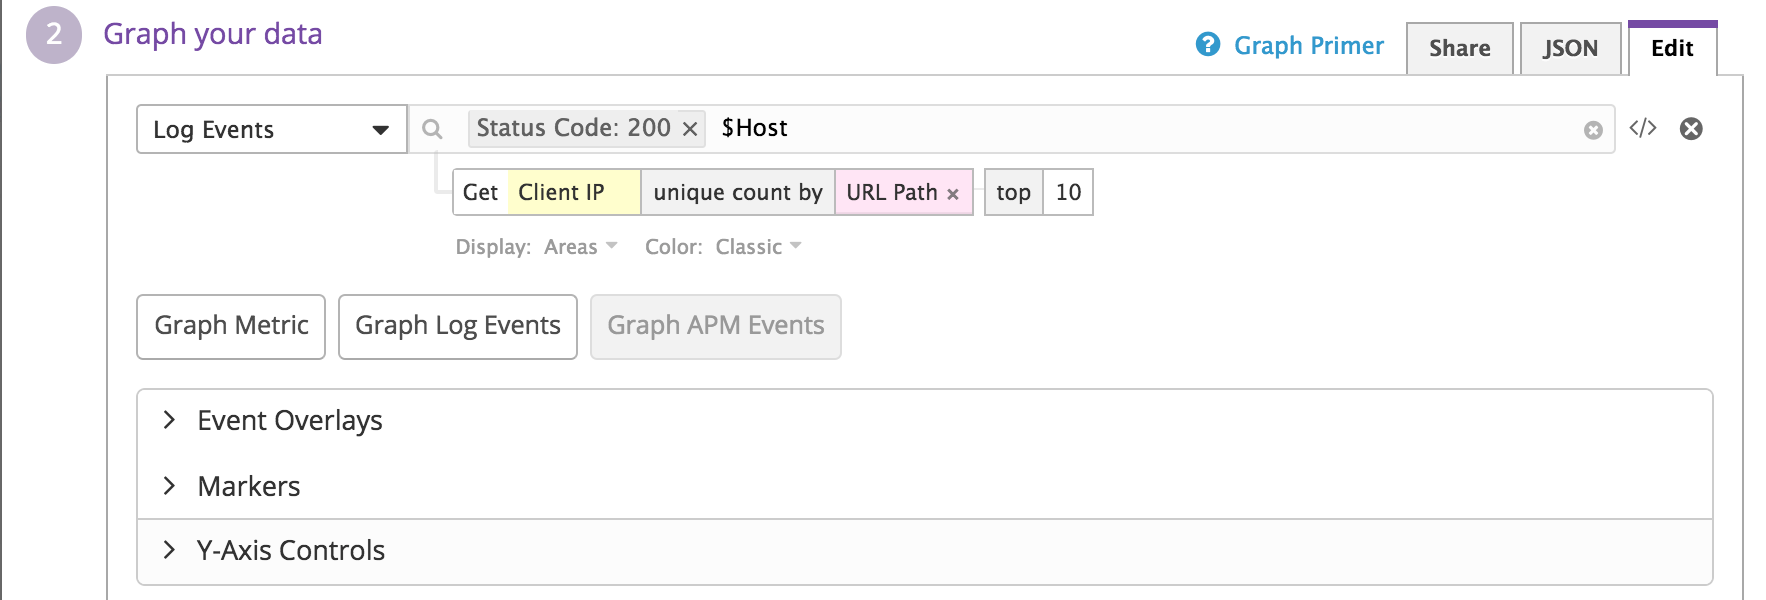 2 Graph your data
? Graph Primer Share JSON Edit
Log Events Status Code: 200 × $Host </>
Get Client IP unique count by URL Path × top 10
Display: Areas Color: Classic
Graph Metric Graph Log Events Graph APM Events
Event Overlays
Markers
Y-Axis Controls